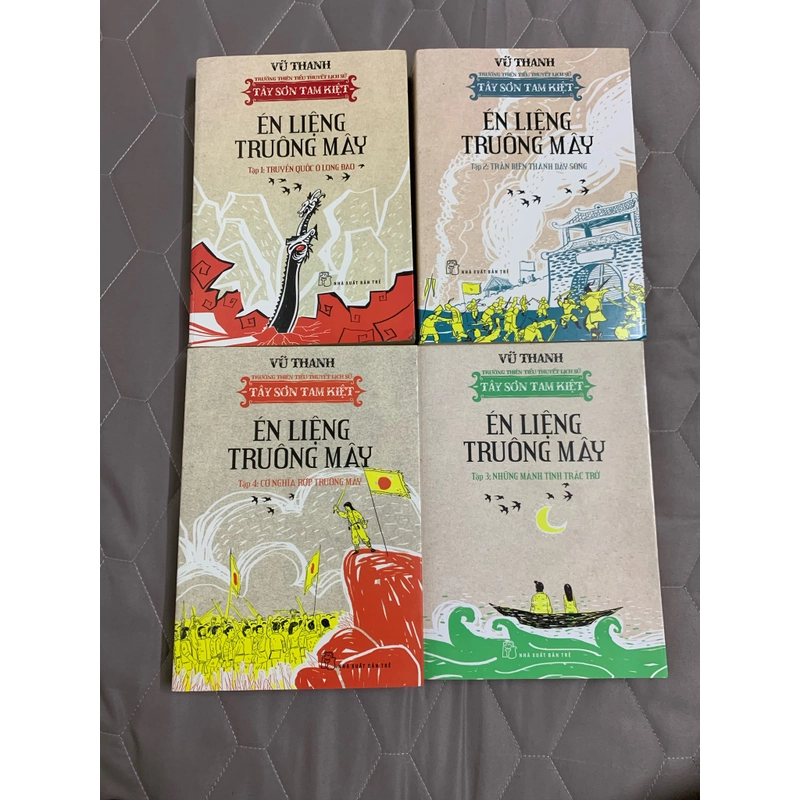 VŨ THANH
TRƯỜNG THIÊN TIỂU THUYẾT LỊCH SỬ
TÂY SƠN TAM KIỆT
ÉN LIỆNG
TRUÔNG MÂY
Tập 1: TRUYỀN QUỐC Ô LONG ĐAO
NHÀ XUẤT BẢN TRẺ
VŨ THANH
TRƯỜNG THIÊN TIỂU THUYẾT LỊCH SỬ
TÂY SƠN TAM KIỆT
ÉN LIỆNG
TRUÔNG MÂY
Tập 2: TRẤN BIÊN THÀNH DẬY SÓNG
NHÀ XUẤT BẢN TRẺ
VŨ THANH
TRƯỜNG THIÊN TIỂU THUYẾT LỊCH SỬ
TÂY SƠN TAM KIỆT
ÉN LIỆNG
TRUÔNG MÂY
Tập 4: CỜ NGHĨA RỢP TRUÔNG MÂY
NHÀ XUẤT BẢN TRẺ
VŨ THANH
TRƯỜNG THIÊN TIỂU THUYẾT LỊCH SỬ
TÂY SƠN TAM KIỆT
ÉN LIỆNG
TRUÔNG MÂY
Tập 3: NHỮNG MẢNH TÌNH TRẮC TRỞ
NHÀ XUẤT BẢN TRẺ